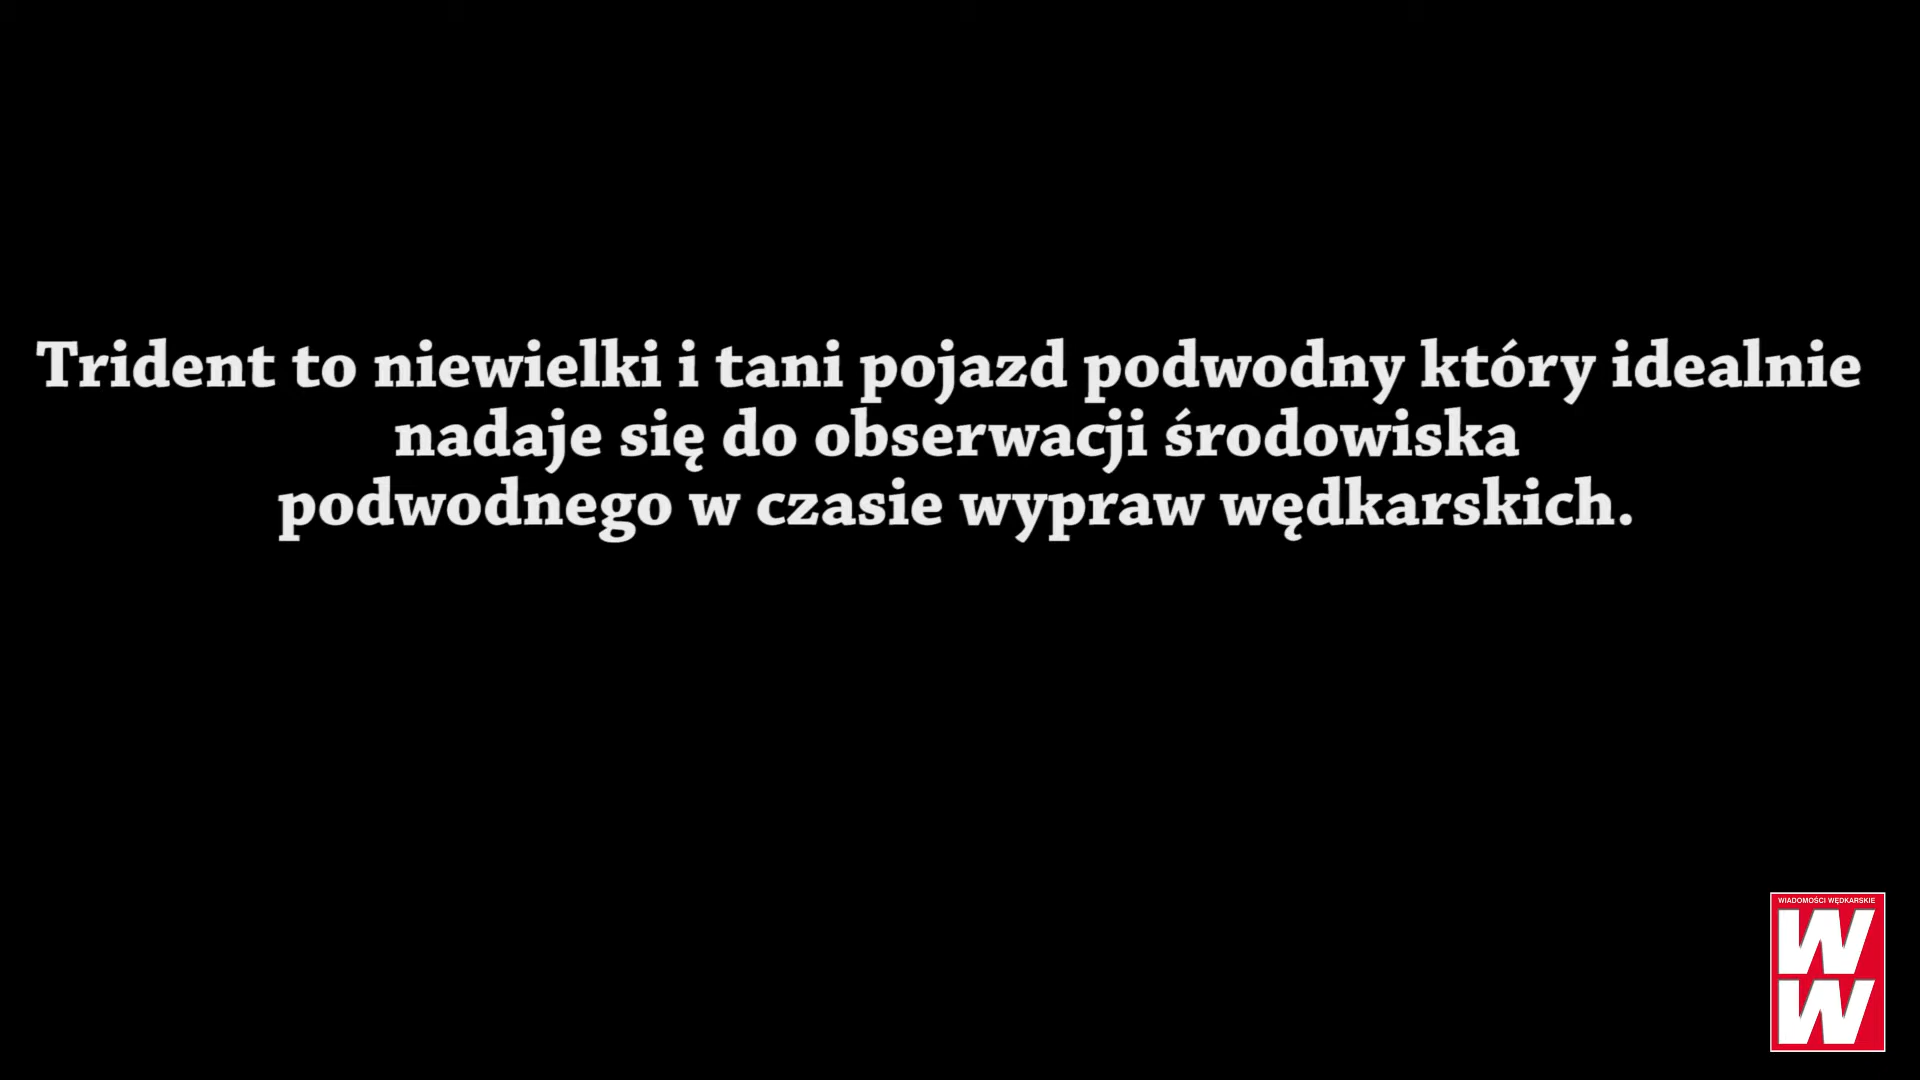 Trident to niewielki i tani pojazd podwodny który idealnie
nadaje się do obserwacji środowiska
podwodnego w czasie wypraw wędkarskich.
WIADOMOŚCI WĘDKARSKIE
W
W